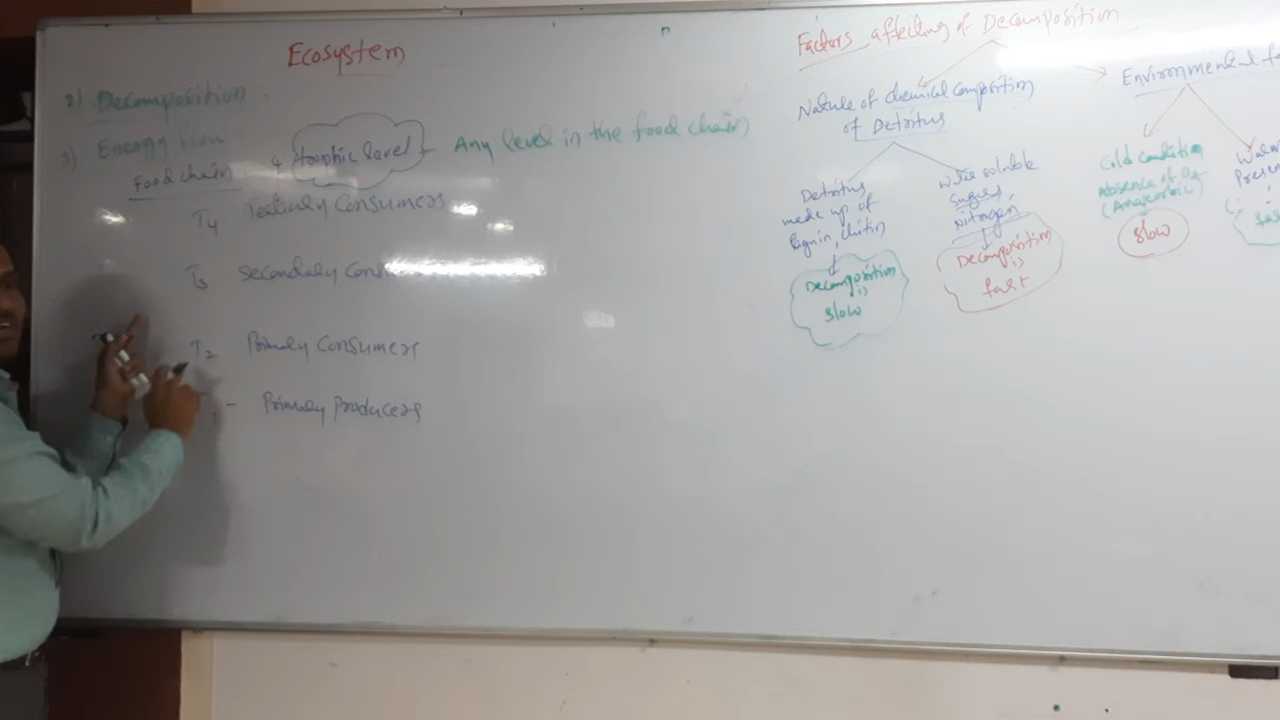 Ecosystem
2) Decomposition :
3) Energy flow
Food chain
trophic level - Any level in the food chain
T4 Tertiary Consumers
T3 Secondary
T2 Primary Consumers
T1 - Primary Producers
Factors affecting of Decomposition
Nature of chemical composition
of Detritus
Detritus
made up of
lignin, chitin
Decomposition
is
slow
soluble
sugars,
Nitrogen
Decomposition
is
fast
Environmental
Cold condition
Absence of O2
(Anaerobic)
slow